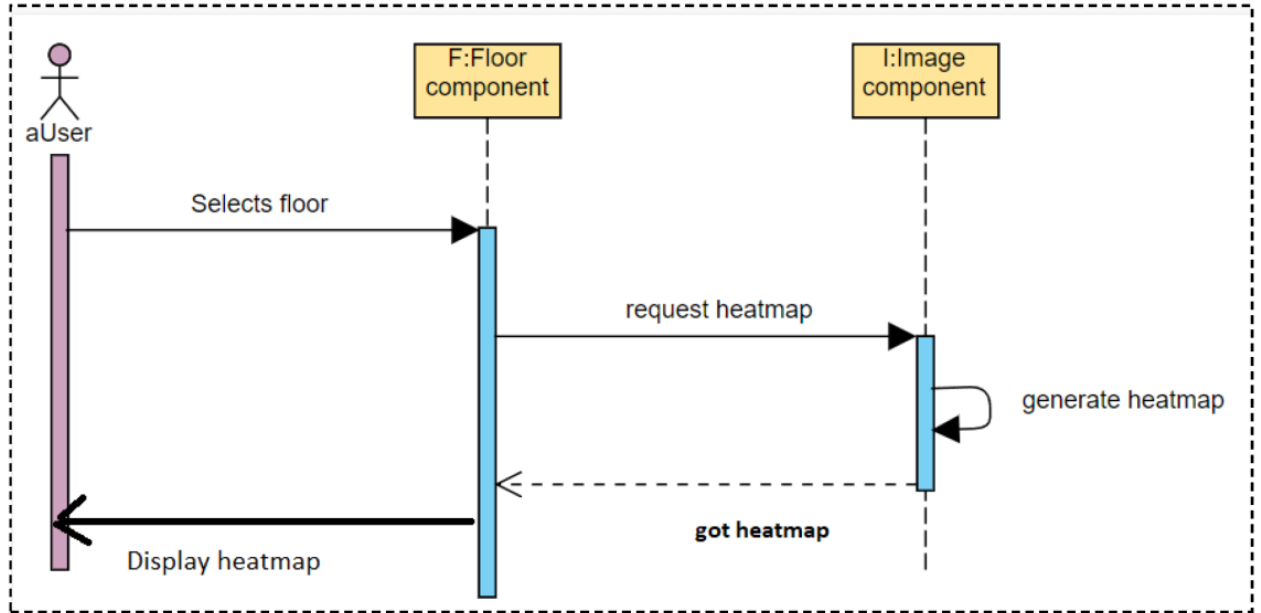 F:Floor
component
I:Image
component
aUser
Selects floor
request heatmap
generate heatmap
got heatmap
Display heatmap